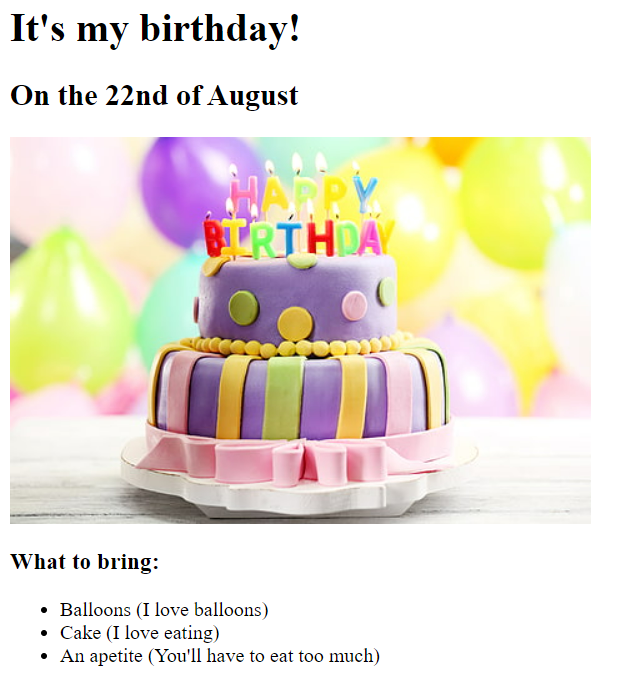 It's my birthday!
On the 22nd of August
HAPPY
BIRTHDAY
What to bring:
Balloons (I love balloons)
Cake (I love eating)
An apetite (You'll have to eat too much)